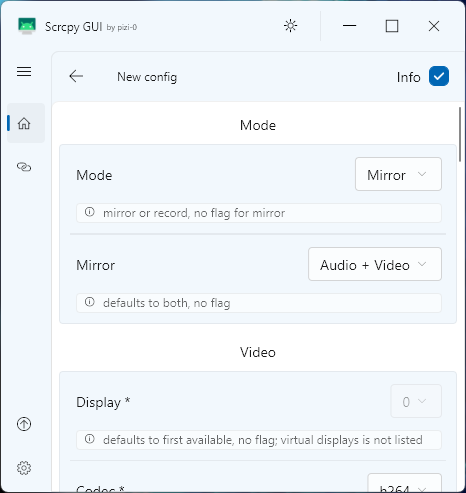 Scrcpy GUI by pizi-0
New config
Info
Mode
Mode
Mirror
mirror or record, no flag for mirror
Mirror
Audio + Video
defaults to both, no flag
Video
Display *
0
defaults to first available, no flag; virtual displays is not listed
Codec *
h264